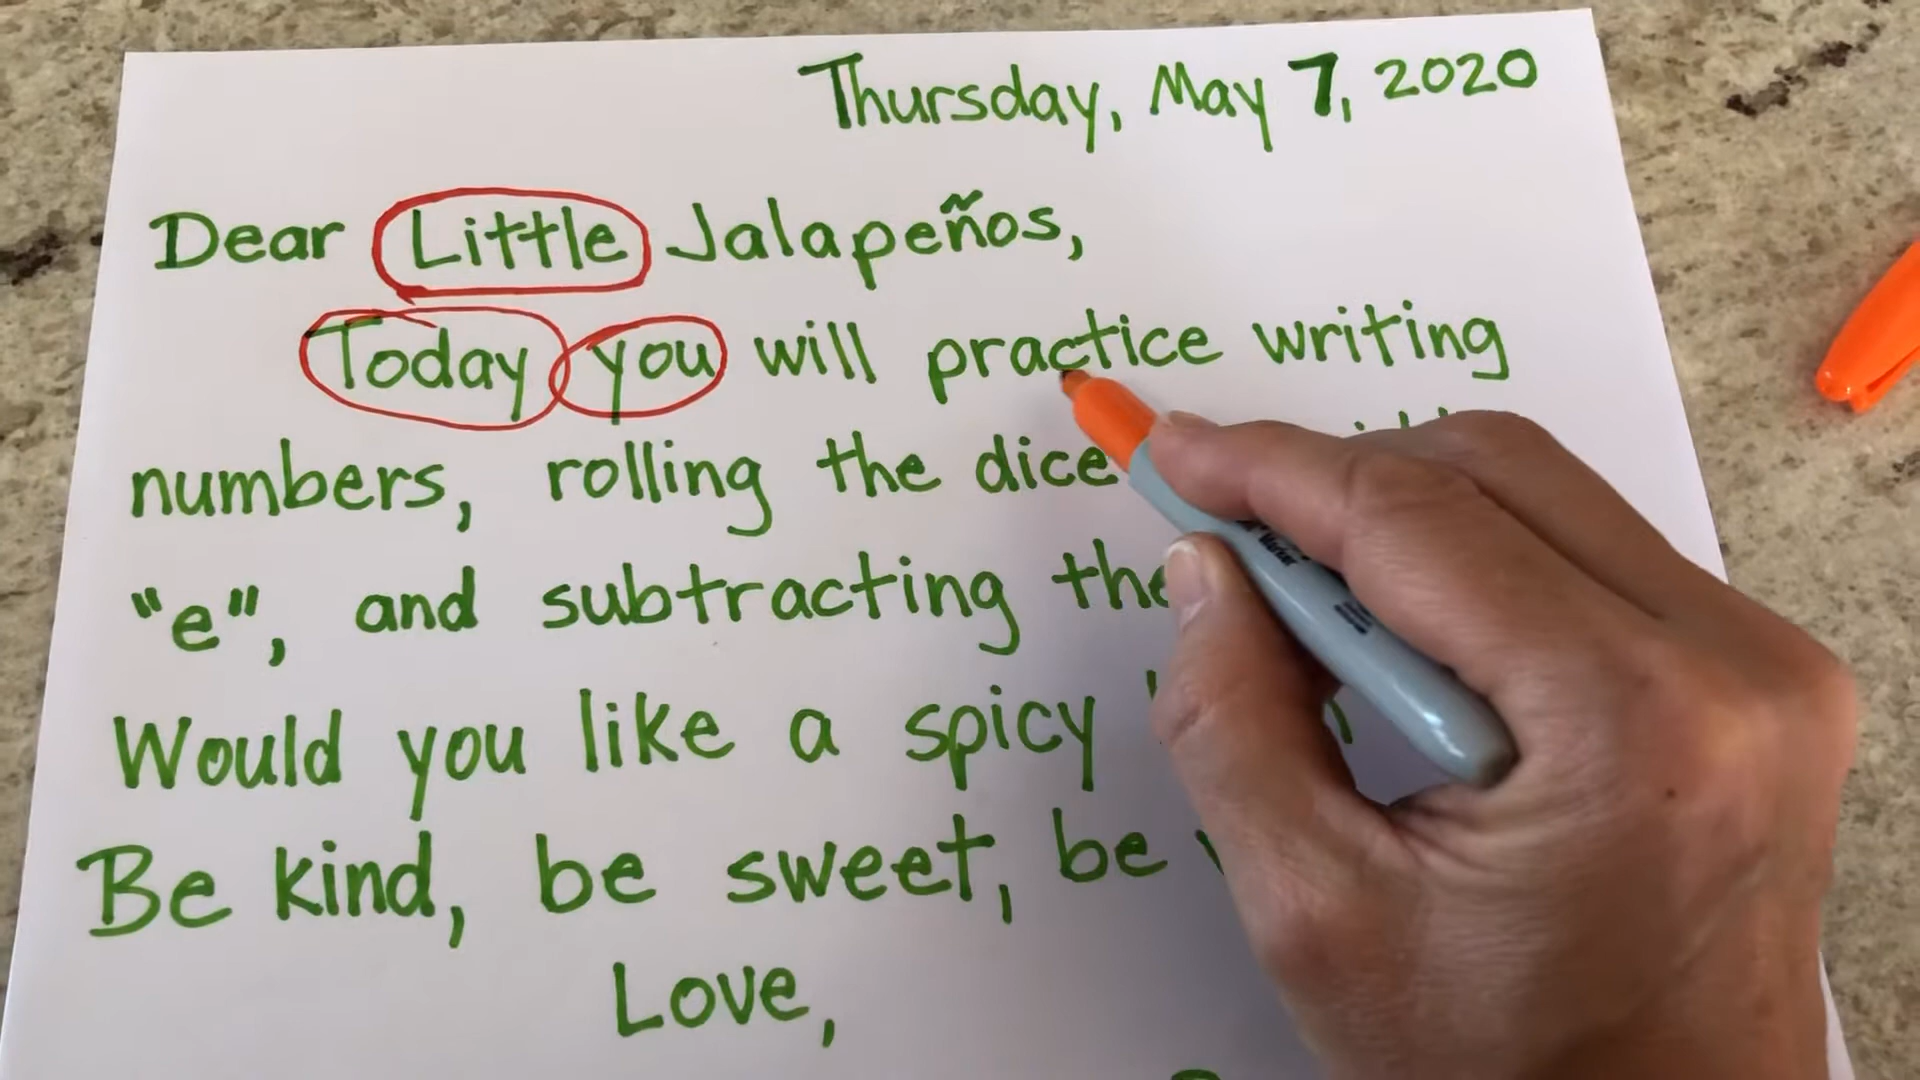 Thursday, May 7, 2020
Dear Little Jalapeños,
Today you will practice writing
numbers, rolling the dice
"e", and subtracting the
Would you like a spicy
Be kind, be sweet, be
Love,